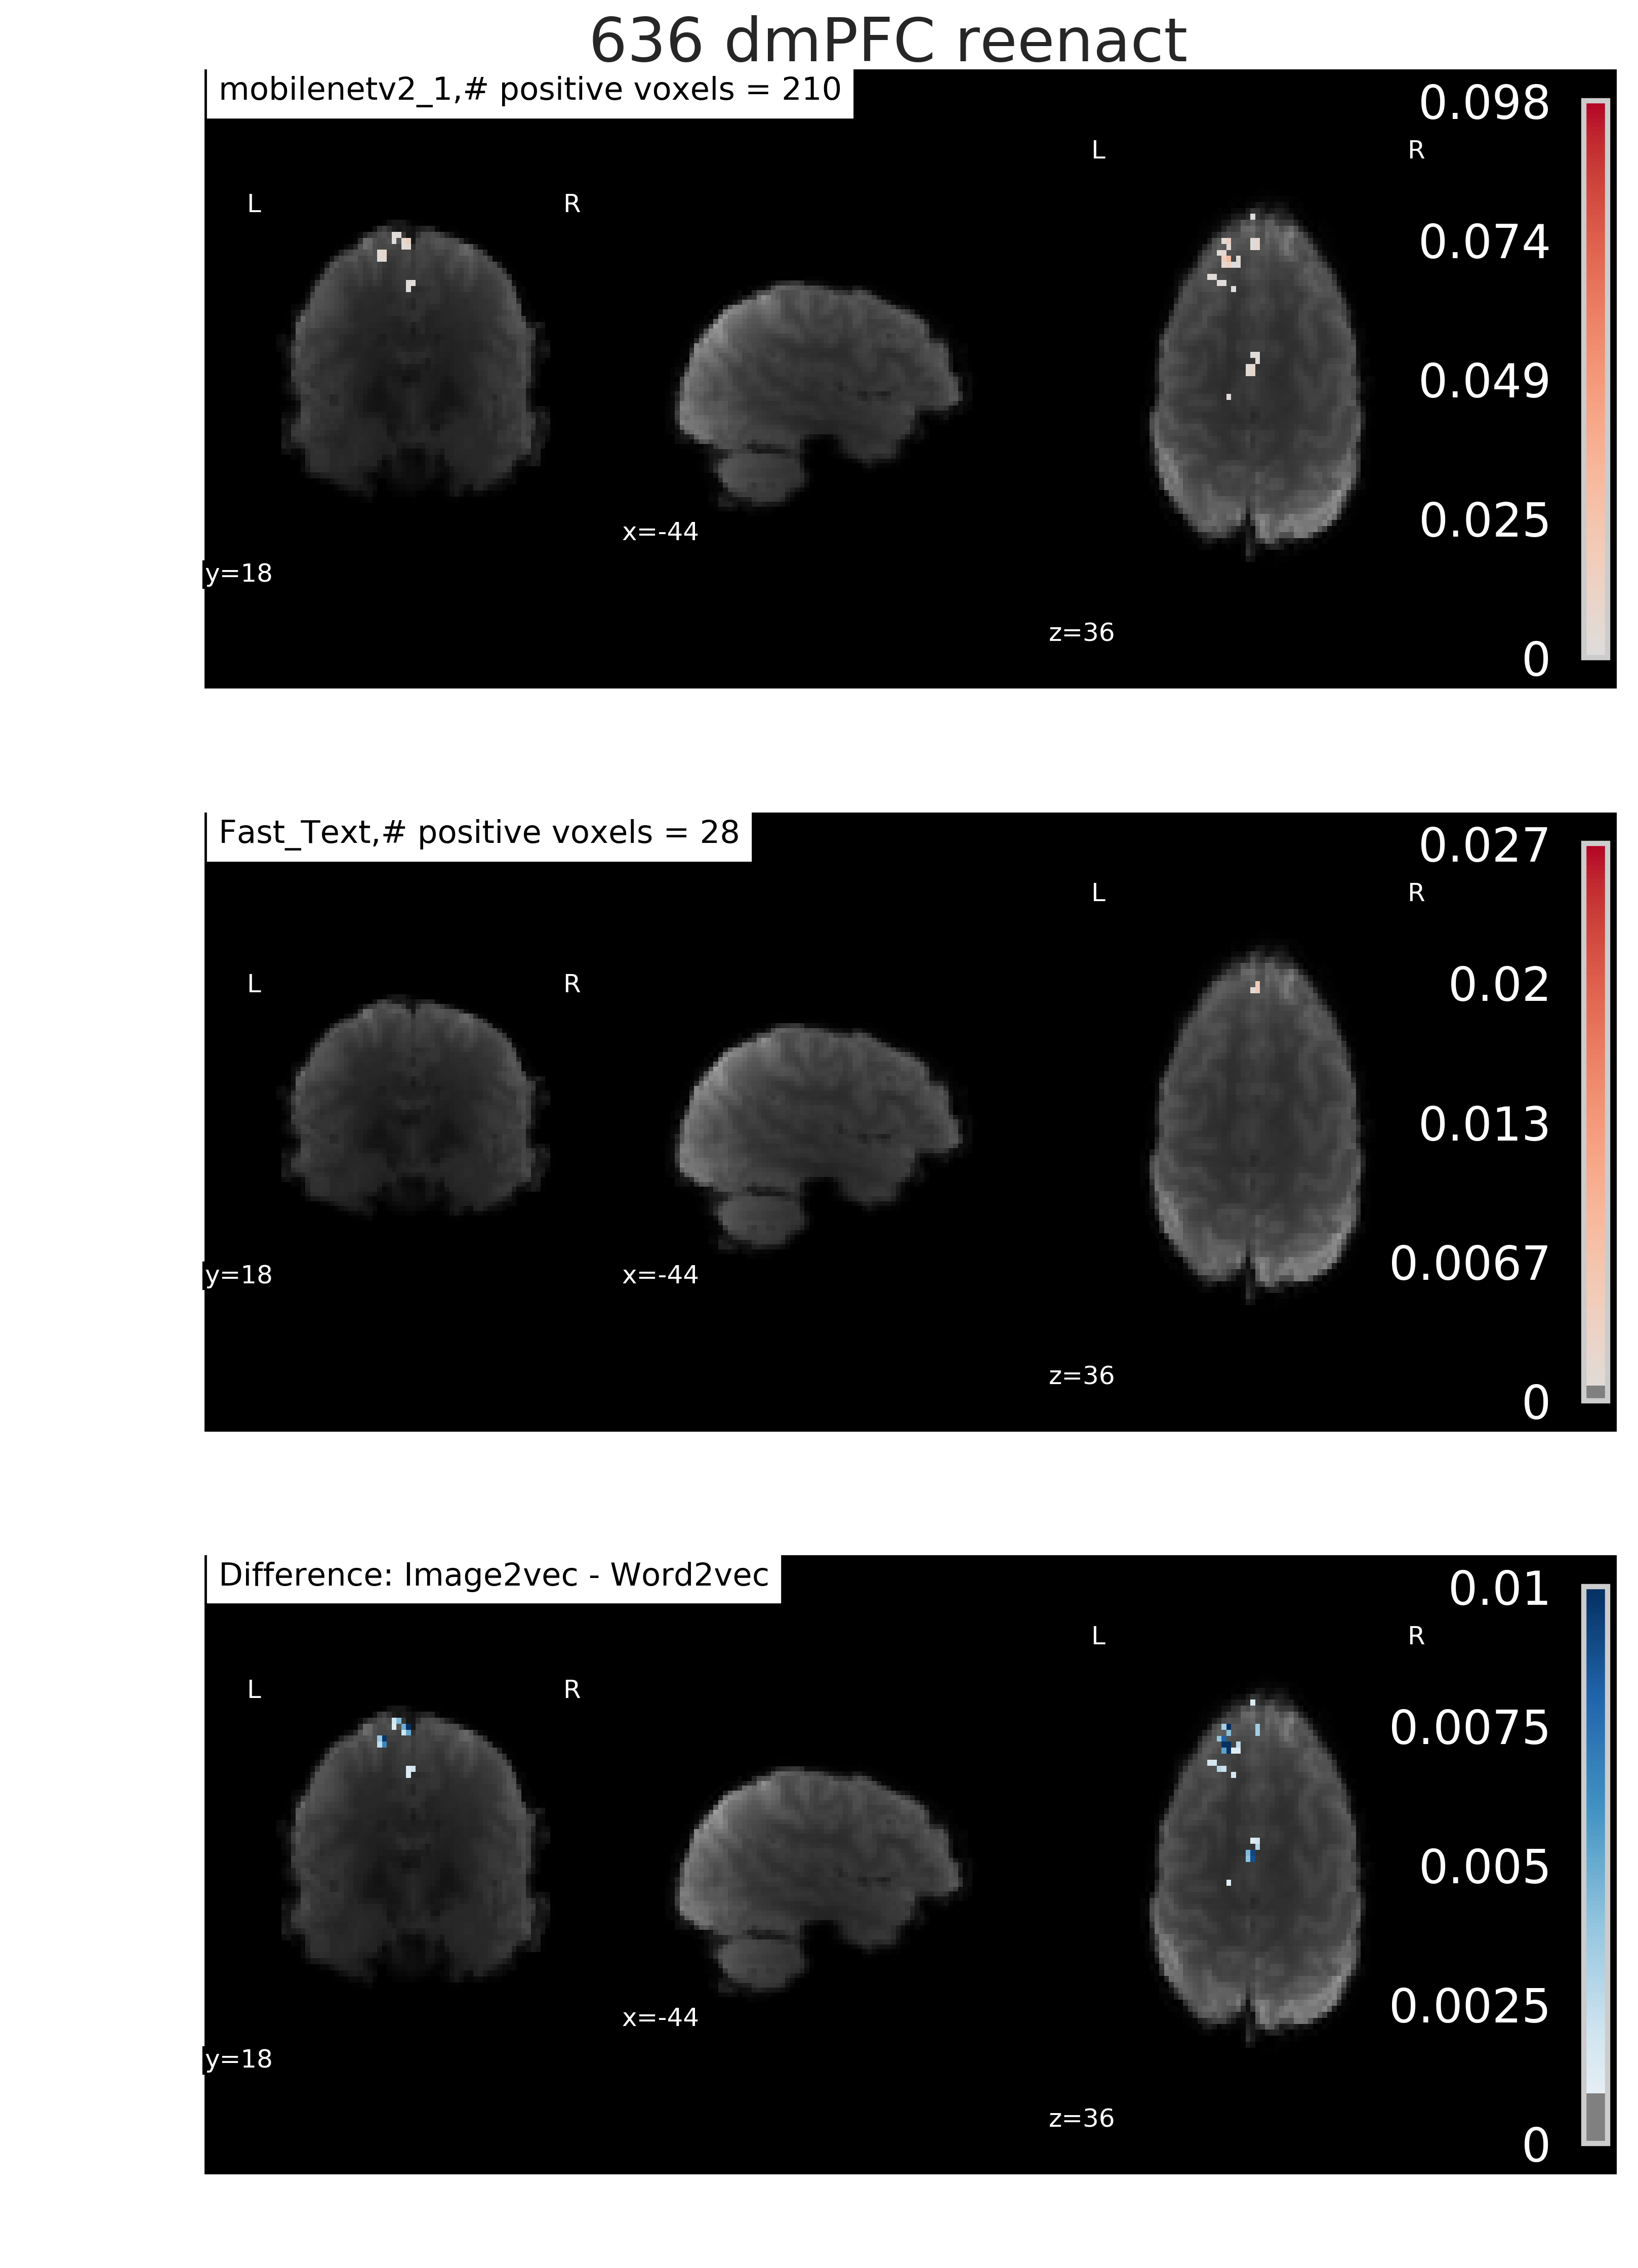 636 dmPFC reenact
mobilenetv2_1,# positive voxels = 210
0.098
L R
L R
0.074
0.049
0.025
x=-44
y=18
z=36
0
Fast_Text,# positive voxels = 28
0.027
L R
L R
0.02
0.013
0.0067
y=18
x=-44
z=36
0
Difference: Image2vec - Word2vec
0.01
L R
L R
0.0075
0.005
0.0025
x=-44
y=18
z=36
0